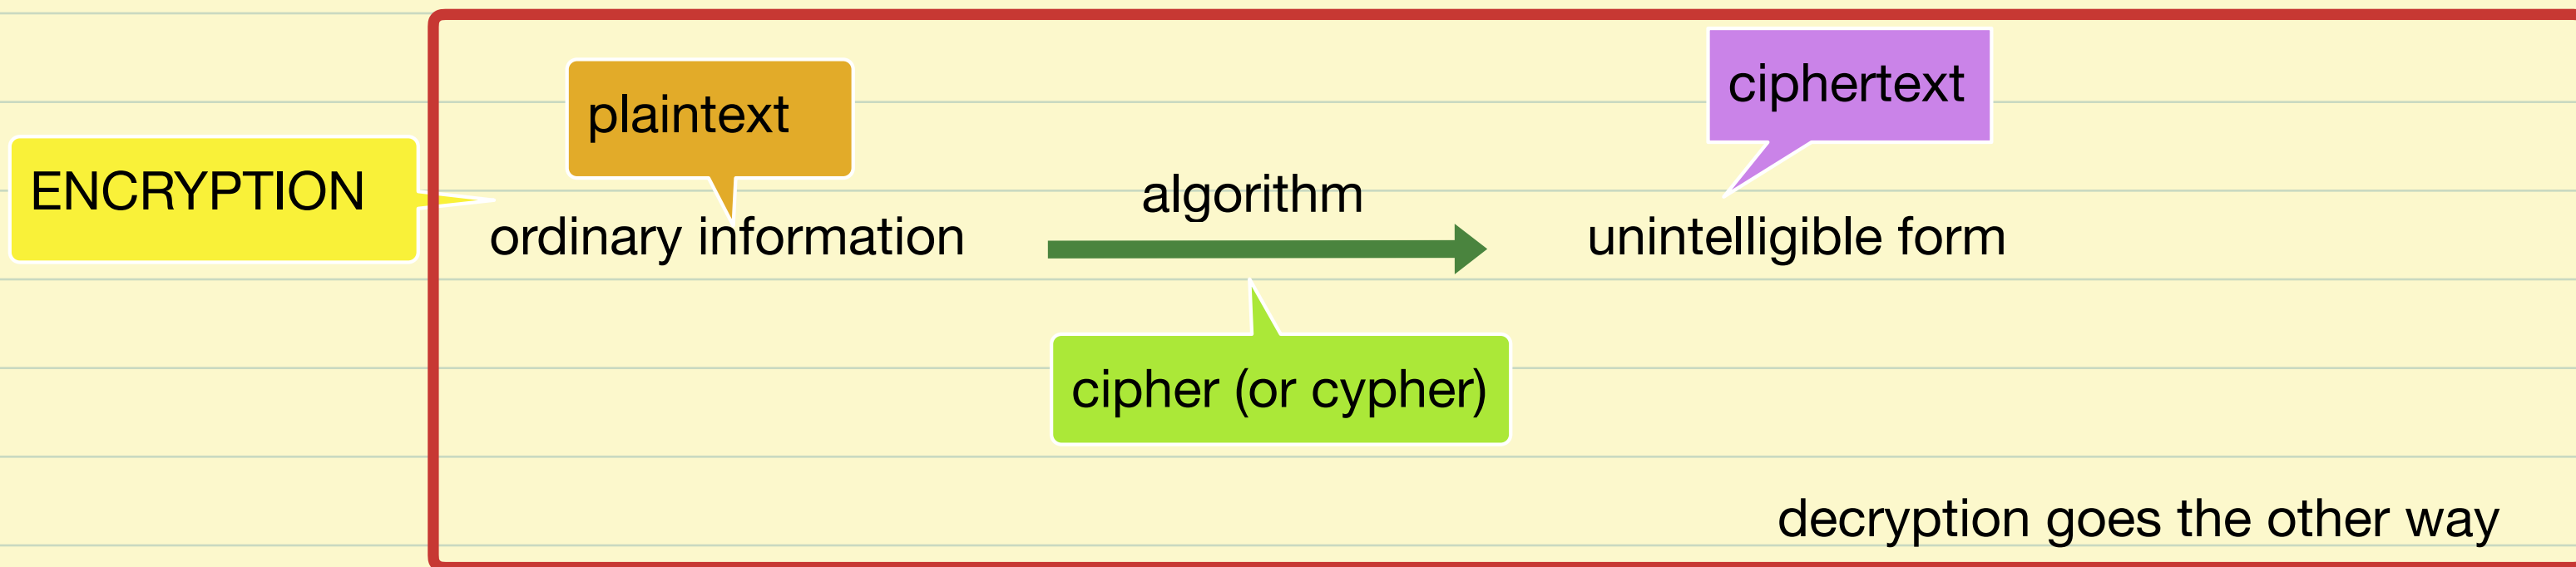 ciphertext
plaintext
ENCRYPTION
algorithm
ordinary information
unintelligible form
cipher (or cypher)
decryption goes the other way